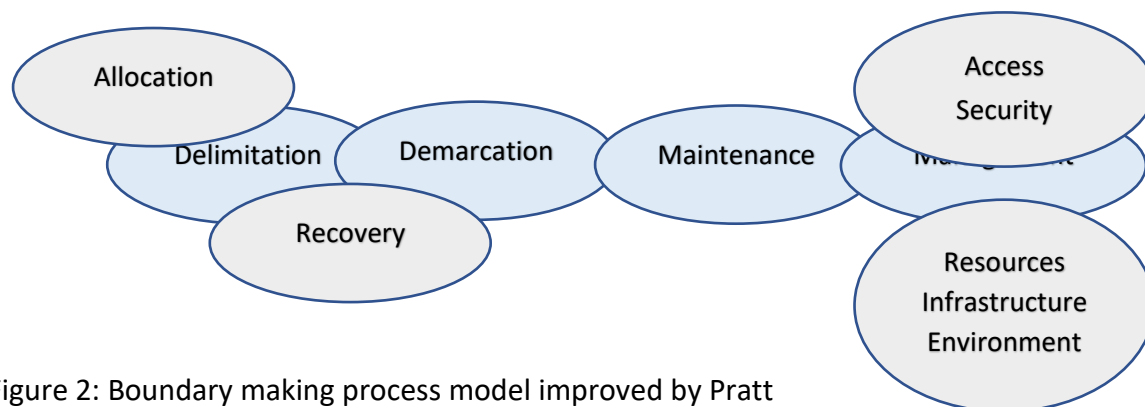 Allocation
Delimitation
Demarcation
Recovery
Maintenance
Access
Security
Resources
Infrastructure
Environment
igure 2: Boundary making process model improved by Pratt